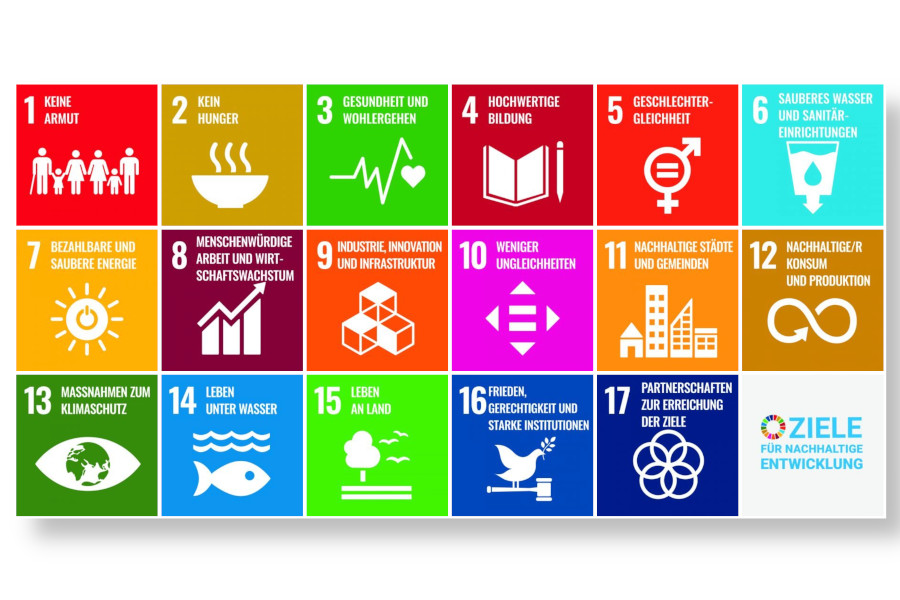 1 KEINE
ARMUT
2 KEIN
HUNGER
3 GESUNDHEIT UND
WOHLERGEHEN
4 HOCHWERTIGE
BILDUNG
5 GESCHLECHTER-
GLEICHHEIT
6 SAUBERES WASSER
UND SANITÄR-
EINRICHTUNGEN
7 BEZAHLBARE UND
SAUBERE ENERGIE
8 MENSCHENWÜRDIGE
ARBEIT UND WIRT-
SCHAFTSWACHSTUM
9 INDUSTRIE, INNOVATION
UND INFRASTRUKTUR
10 WENIGER
UNGLEICHHEITEN
11 NACHHALTIGE STÄDTE
UND GEMEINDEN
12 NACHHALTIGE/R
KONSUM
UND PRODUKTION
13 MASSNAHMEN ZUM
KLIMASCHUTZ
14 LEBEN
UNTER WASSER
15 LEBEN
AN LAND
16 FRIEDEN,
GERECHTIGKEIT UND
STARKE INSTITUTIONEN
17 PARTNERSCHAFTEN
ZUR ERREICHUNG
DER ZIELE
ZIELE
FÜR NACHHALTIGE
ENTWICKLUNG